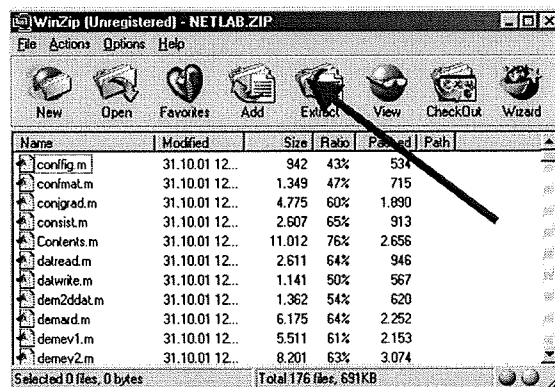 WinZip (Unregistered) - NETLAB.ZIP
File Actions Options Help
New Open Favorites Add Extract View CheckOut Wizard
Name Modified Size Ratio Packed Path
conffig.m 31.10.01 12... 942 43% 534
confmat.m 31.10.01 12... 1.349 47% 715
conjgrad.m 31.10.01 12... 4.775 60% 1.890
consist.m 31.10.01 12... 2.607 65% 913
Contents.m 31.10.01 12... 11.012 76% 2.656
datread.m 31.10.01 12... 2.611 64% 946
datwrite.m 31.10.01 12... 1.141 50% 567
dem2ddat.m 31.10.01 12... 1.362 54% 620
demard.m 31.10.01 12... 6.175 64% 2.252
demev1.m 31.10.01 12... 5.511 61% 2.153
demev2.m 31.10.01 12... 8.201 63% 3.074
Selected 0 files, 0 bytes Total 176 files, 691KB